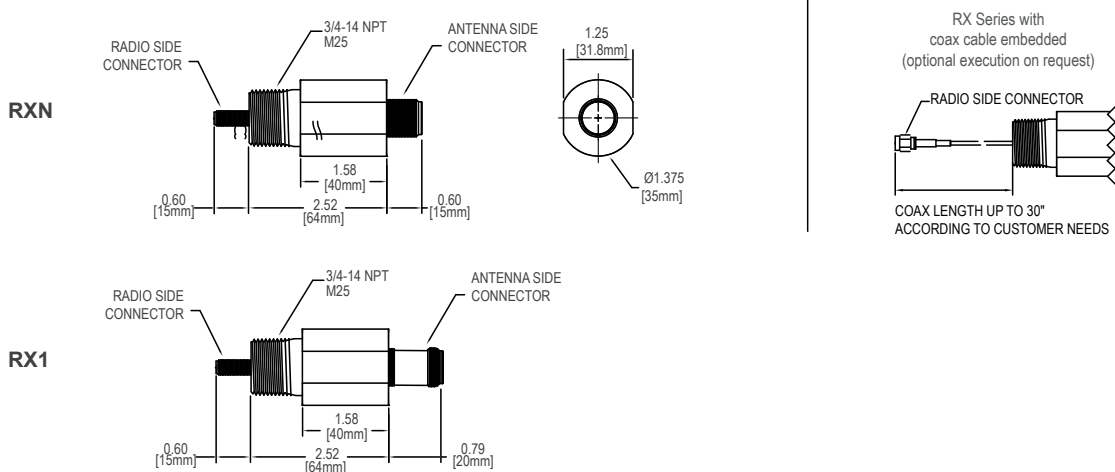 RXN
RADIO SIDE
CONNECTOR
3/4-14 NPT
M25
ANTENNA SIDE
CONNECTOR
1.58
[40mm]
0.60
[15mm]
2.52
[64mm]
0.60
[15mm]
1.25
[31.8mm]
Ø1.375
[35mm]
RX Series with
coax cable embedded
(optional execution on request)
RADIO SIDE CONNECTOR
COAX LENGTH UP TO 30"
ACCORDING TO CUSTOMER NEEDS
RX1
RADIO SIDE
CONNECTOR
3/4-14 NPT
M25
ANTENNA SIDE
CONNECTOR
1.58
[40mm]
0.60
[15mm]
2.52
[64mm]
0.79
[20mm]